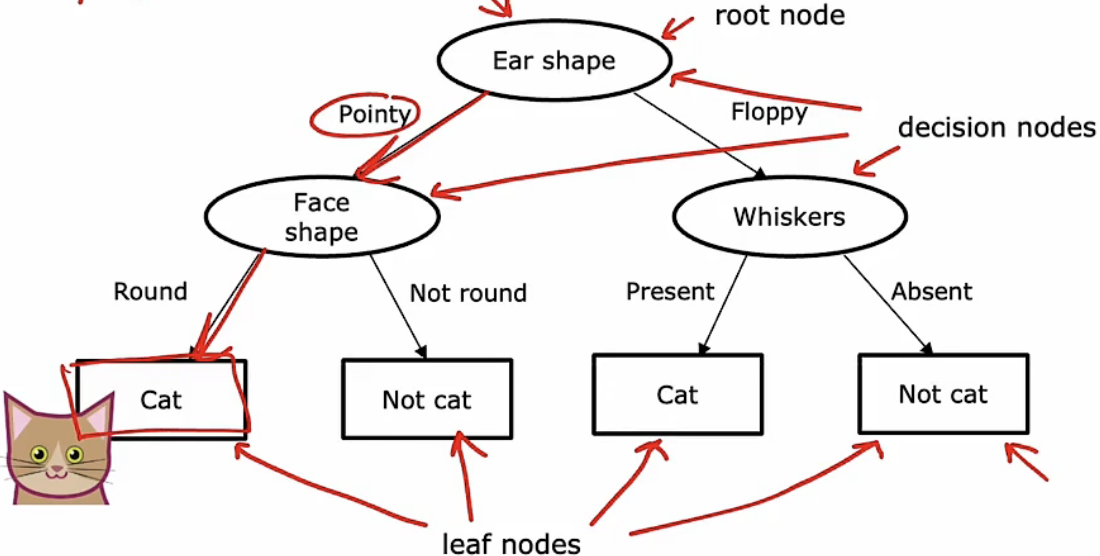 root node
Ear shape
Pointy
Floppy
decision nodes
Face
shape
Whiskers
Round
Not round
Present
Absent
Cat
Not cat
Cat
Not cat
leaf nodes